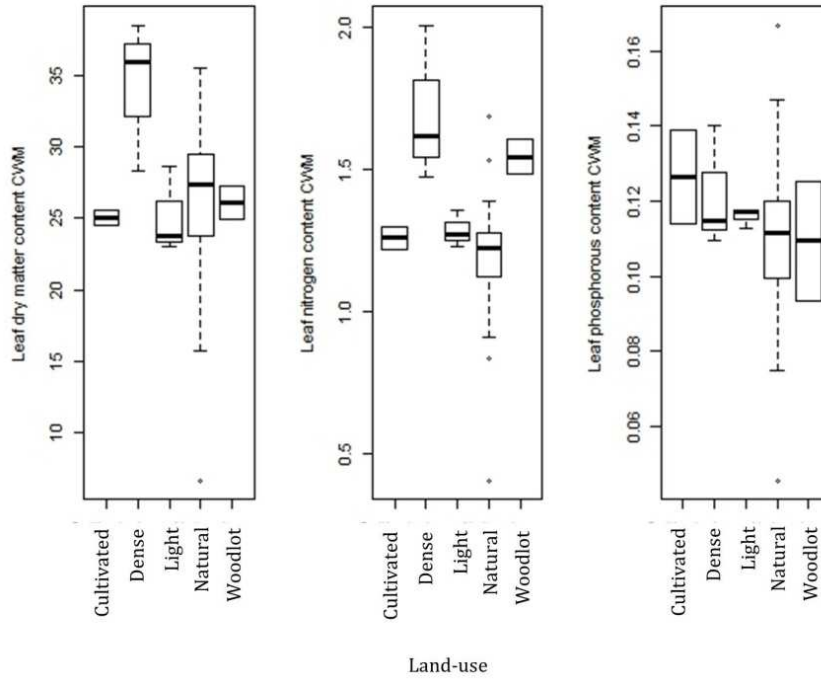 Leaf dry matter content CWM
35
30
25
20
15
10
Cultivated
Dense
Light
Natural
Woodlot
Leaf nitrogen content CWM
2.0
1.5
1.0
0.5
Cultivated
Dense
Light
Natural
Woodlot
Leaf phosphorous content CWM
0.16
0.14
0.12
0.10
0.08
0.06
Cultivated
Dense
Light
Natural
Woodlot
Land-use